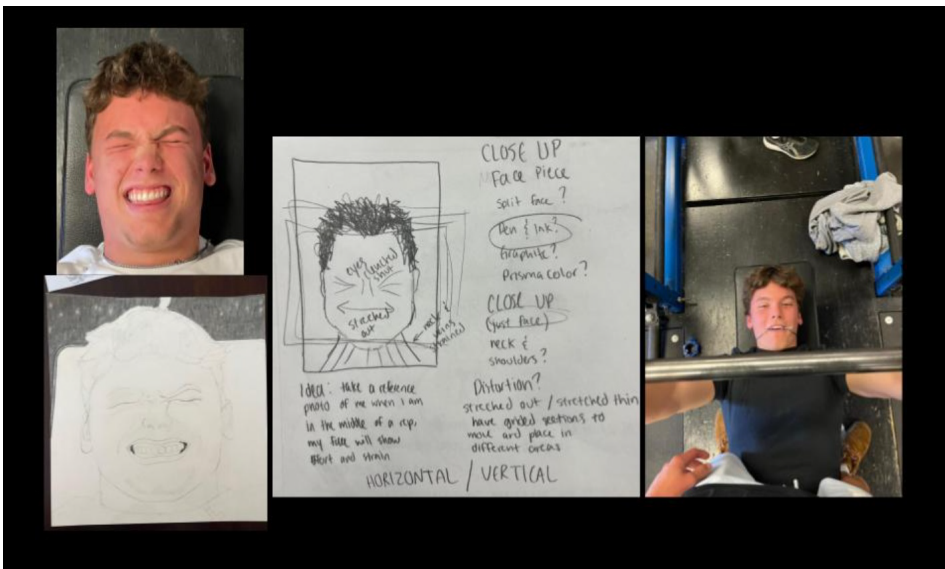 eyes clenched
shut
stretched
out
CLOSE UP
Face Piece
split face?
Pen & Ink?
Graphite?
Prismacolor?
CLOSE UP
(just face)
neck &
shoulders?
Distortion?
streched out / stretched thin
have grided sections to
move and place in
different areas
Idea: take a reference
photo of me when I am
in the middle of a rep,
my face will show
effort and strain
HORIZONTAL / VERTICAL